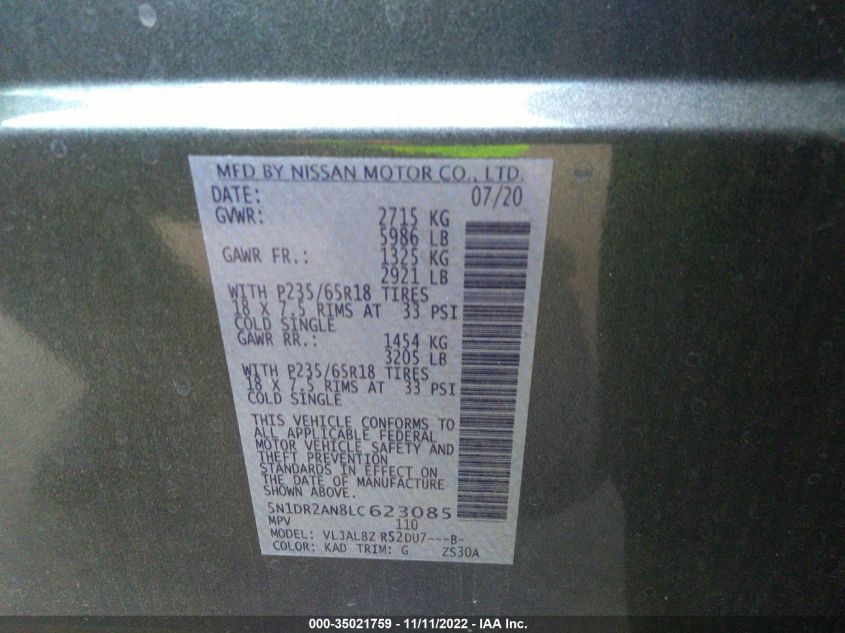 MFD BY NISSAN MOTOR CO., LTD.
DATE: 07/20
GVWR: 2715 KG
5986 LB
GAWR FR.: 1325 KG
2921 LB
WITH P235/65R18 TIRES
18 X 7.5 RIMS AT 33 PSI
COLD SINGLE
GAWR RR.: 1454 KG
3205 LB
WITH P235/65R18 TIRES
18 X 7.5 RIMS AT 33 PSI
COLD SINGLE
THIS VEHICLE CONFORMS TO
ALL APPLICABLE FEDERAL
MOTOR VEHICLE SAFETY AND
THEFT PREVENTION
STANDARDS IN EFFECT ON
THE DATE OF MANUFACTURE
SHOWN ABOVE.
5N1DR2AN8LC623085
MPV 110
MODEL: VLJALBZ R52DU7---B-
COLOR: KAD TRIM: G ZS30A
000-35021759 - 11/11/2022 - IAA Inc.